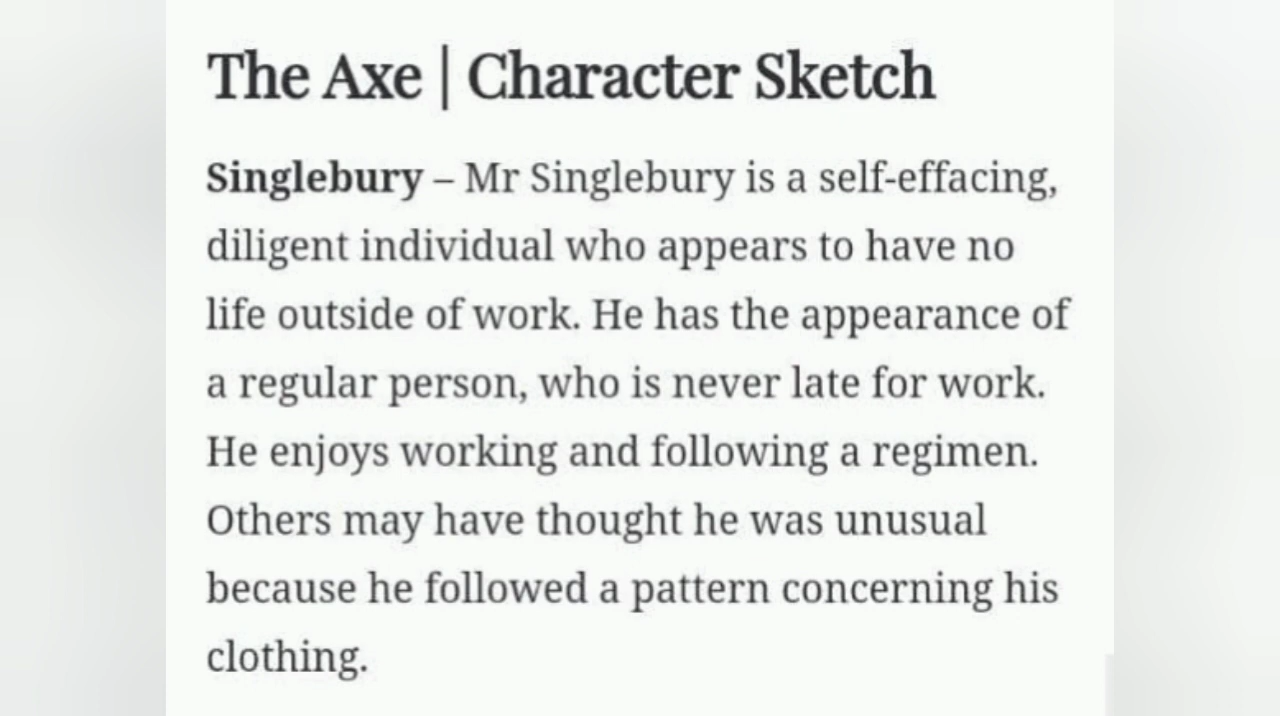 The Axe | Character Sketch
Singlebury – Mr Singlebury is a self-effacing,
diligent individual who appears to have no
life outside of work. He has the appearance of
a regular person, who is never late for work.
He enjoys working and following a regimen.
Others may have thought he was unusual
because he followed a pattern concerning his
clothing.